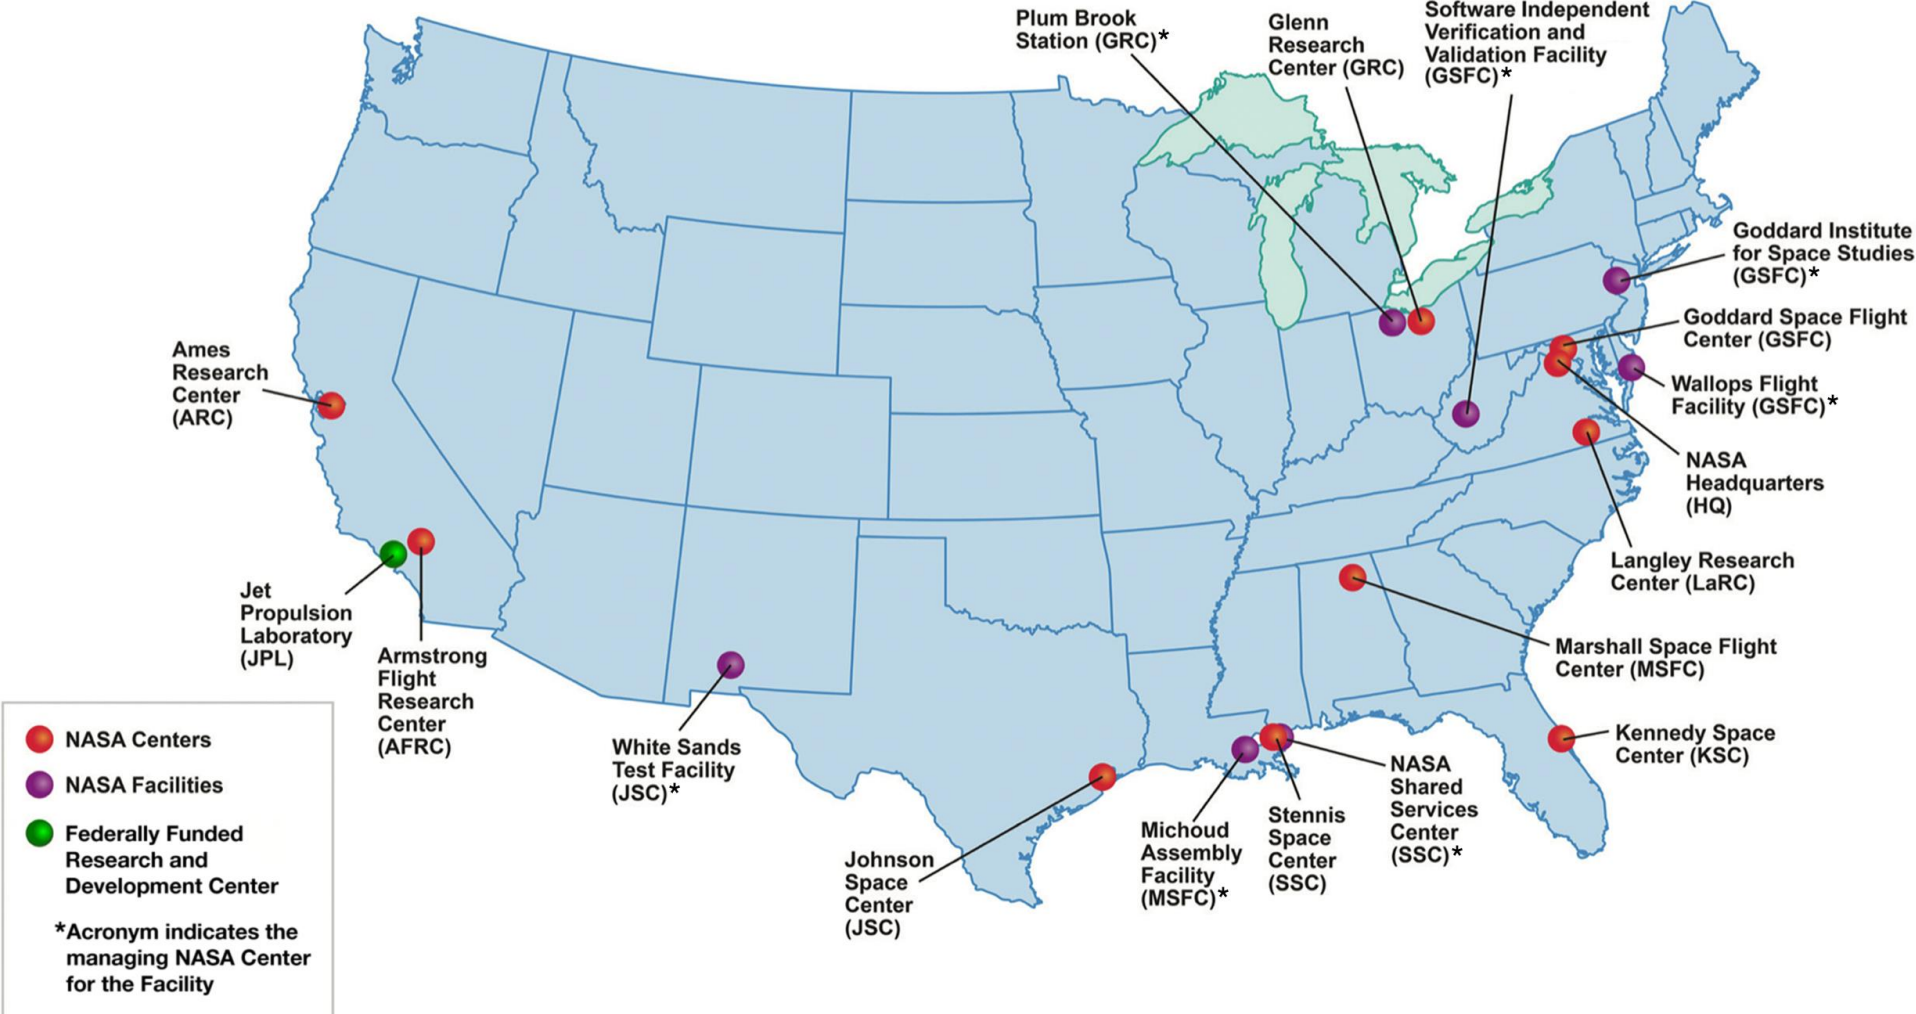 Plum Brook
Station (GRC)*
Glenn
Research
Center (GRC)
Software Independent
Verification and
Validation Facility
(GSFC)*
Goddard Institute
for Space Studies
(GSFC)*
Goddard Space Flight
Center (GSFC)
Wallops Flight
Facility (GSFC)*
NASA
Headquarters
(HQ)
Langley Research
Center (LaRC)
Marshall Space Flight
Center (MSFC)
Kennedy Space
Center (KSC)
NASA
Shared
Services
Center
(SSC)*
Stennis
Space
Center
(SSC)
Michoud
Assembly
Facility
(MSFC)*
Johnson
Space
Center
(JSC)
White Sands
Test Facility
(JSC)*
Armstrong
Flight
Research
Center
(AFRC)
Jet
Propulsion
Laboratory
(JPL)
Ames
Research
Center
(ARC)
NASA Centers
NASA Facilities
Federally Funded
Research and
Development Center
*Acronym indicates the
managing NASA Center
for the Facility